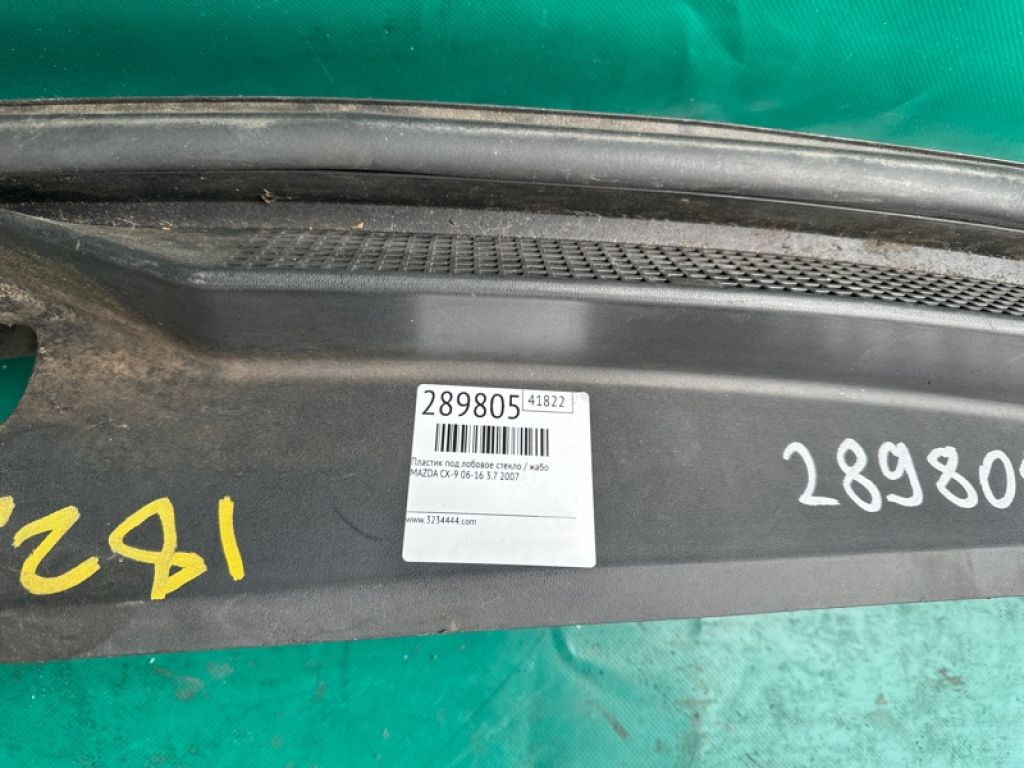 289805 41822
Пластик под лобовое стекло / жабо
MAZDA CX-9 06-16 3.7 2007
www.3234444.com
289805
281